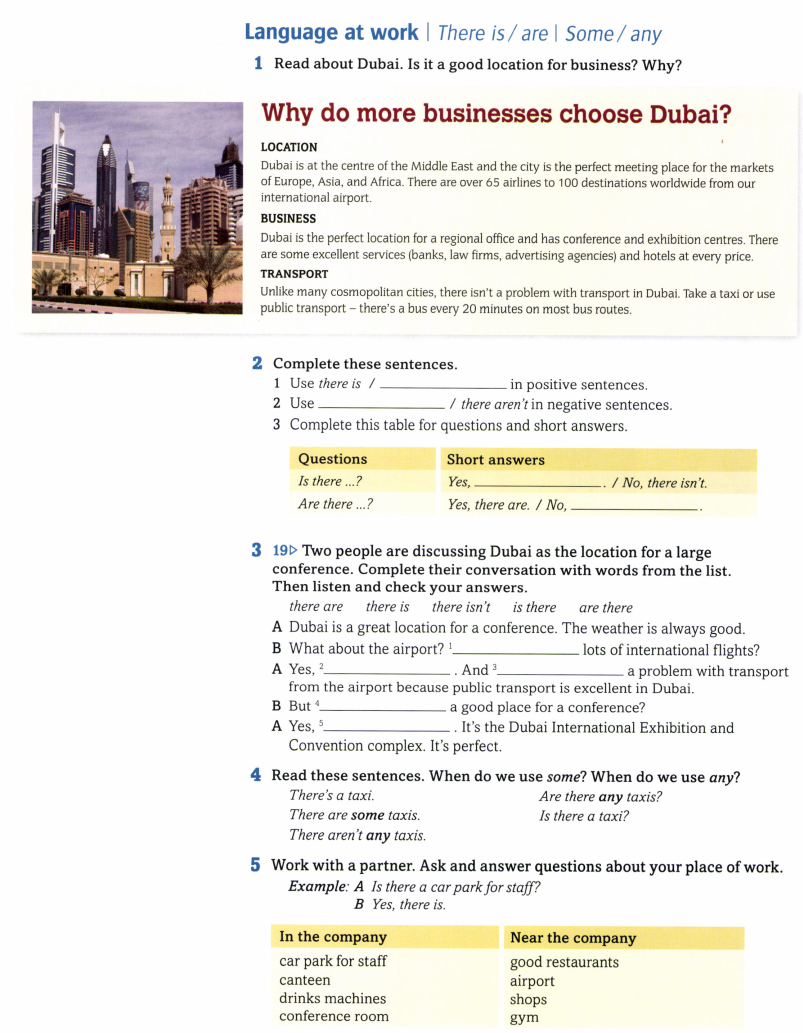 Language at work | There is / are | Some / any
1 Read about Dubai. Is it a good location for business? Why?
Why do more businesses choose Dubai?
LOCATION
Dubai is at the centre of the Middle East and the city is the perfect meeting place for the markets
of Europe, Asia, and Africa. There are over 65 airlines to 100 destinations worldwide from our
international airport.
BUSINESS
Dubai is the perfect location for a regional office and has conference and exhibition centres. There
are some excellent services (banks, law firms, advertising agencies) and hotels at every price.
TRANSPORT
Unlike many cosmopolitan cities, there isn't a problem with transport in Dubai. Take a taxi or use
public transport – there's a bus every 20 minutes on most bus routes.
2 Complete these sentences.
1 Use there is / ________ in positive sentences.
2 Use ________ / there aren't in negative sentences.
3 Complete this table for questions and short answers.
Questions Short answers
Is there ...? Yes, ________ . / No, there isn't.
Are there ...? Yes, there are. / No, ________ .
3 19▷ Two people are discussing Dubai as the location for a large
conference. Complete their conversation with words from the list.
Then listen and check your answers.
there are there is there isn't is there are there
A Dubai is a great location for a conference. The weather is always good.
B What about the airport? 1________ lots of international flights?
A Yes, 2________ . And 3________ a problem with transport
from the airport because public transport is excellent in Dubai.
B But 4________ a good place for a conference?
A Yes, 5________ . It's the Dubai International Exhibition and
Convention complex. It's perfect.
4 Read these sentences. When do we use some? When do we use any?
There's a taxi. Are there any taxis?
There are some taxis. Is there a taxi?
There aren't any taxis.
5 Work with a partner. Ask and answer questions about your place of work.
Example: A Is there a car park for staff?
B Yes, there is.
In the company Near the company
car park for staff good restaurants
canteen airport
drinks machines shops
conference room gym